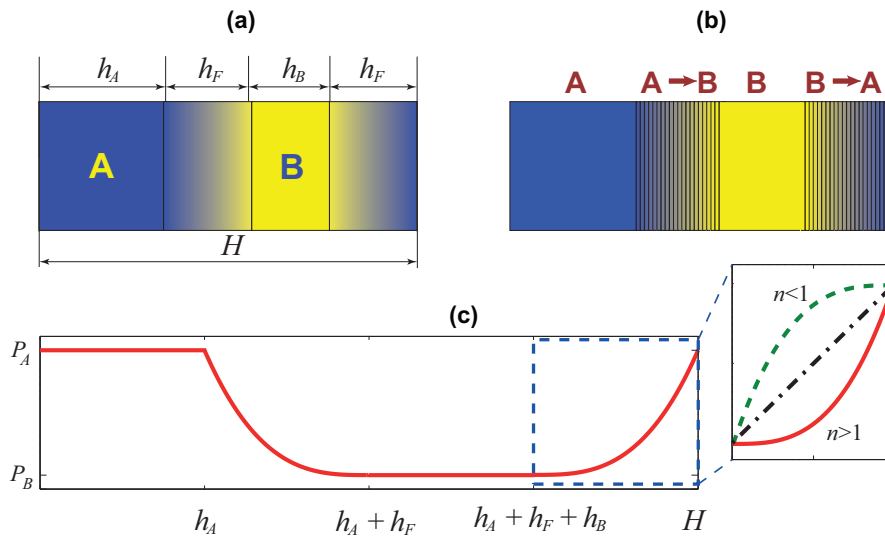 (a)
h_A h_F h_B h_F
A B
H
(b)
A A→B B B→A
(c)
P_A
P_B
h_A h_A + h_F h_A + h_F + h_B H
n<1
n>1